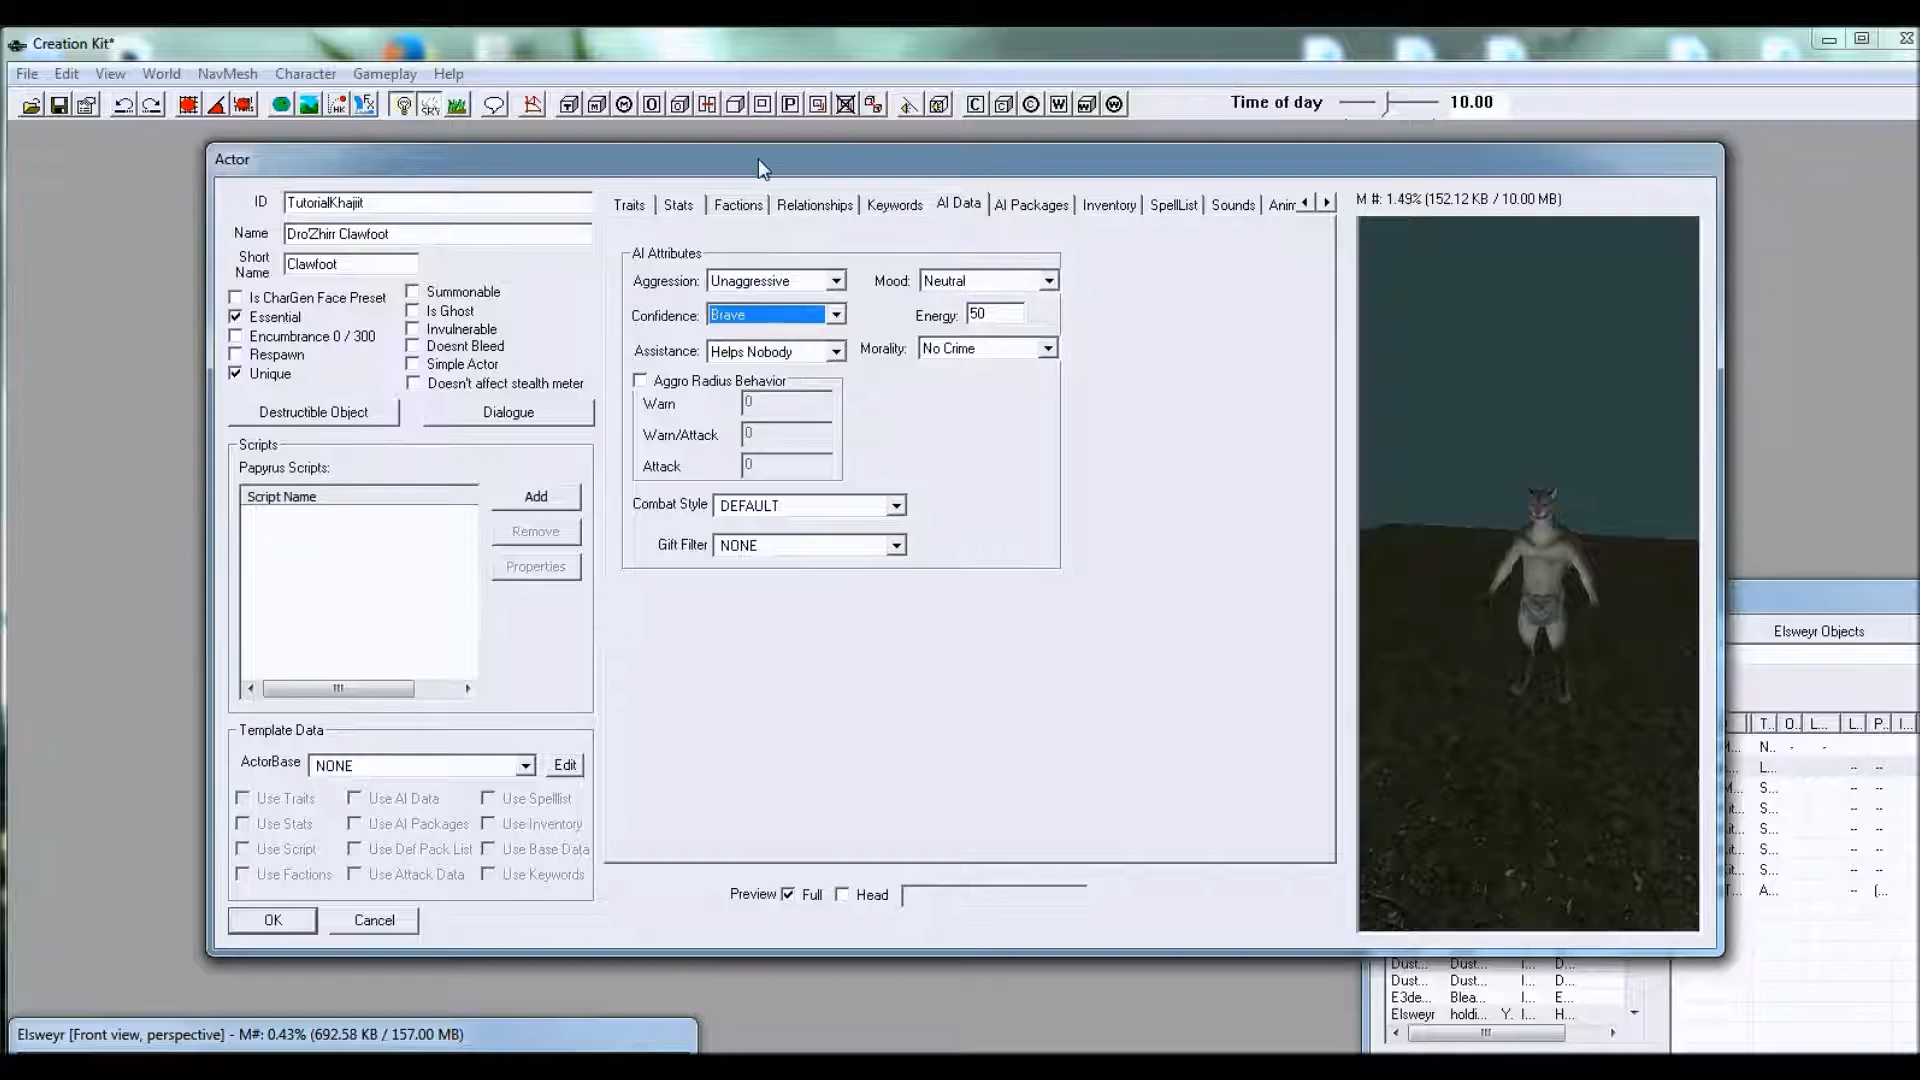 Creation Kit*
File Edit View World NavMesh Character Gameplay Help
Time of day 10.00
Actor
ID TutorialKhajiit
Name Dro'Zhirr Clawfoot
Short Name Clawfoot
Is CharGen Face Preset
Essential
Encumbrance 0 / 300
Respawn
Unique
Summonable
Is Ghost
Invulnerable
Doesnt Bleed
Simple Actor
Doesn't affect stealth meter
Destructible Object Dialogue
Scripts
Papyrus Scripts:
Script Name
Add
Remove
Properties
Template Data
ActorBase NONE Edit
Use Traits Use AI Data Use Spelllist
Use Stats Use AI Packages Use Inventory
Use Script Use Def Pack List Use Base Data
Use Factions Use Attack Data Use Keywords
OK Cancel
Traits Stats Factions Relationships Keywords AI Data AI Packages Inventory SpellList Sounds Anim
AI Attributes
Aggression: Unaggressive Mood: Neutral
Confidence: Brave Energy: 50
Assistance: Helps Nobody Morality: No Crime
Aggro Radius Behavior
Warn 0
Warn/Attack 0
Attack 0
Combat Style DEFAULT
Gift Filter NONE
Preview Full Head
M #: 1.49% (152.12 KB / 10.00 MB)
Elsweyr Objects
T.. O.. L... L.. P.. I...
N.. - -
L... -- --
S... -- --
S... -- --
S... -- --
S... -- --
S... -- --
A... -- (...
Dust... Dust... I... D...
Dust... Dust... I... D...
E3de... Blea... I... E...
Elsweyr holdi... Y. I... H...
Elsweyr [Front view, perspective] - M#: 0.43% (692.58 KB / 157.00 MB)